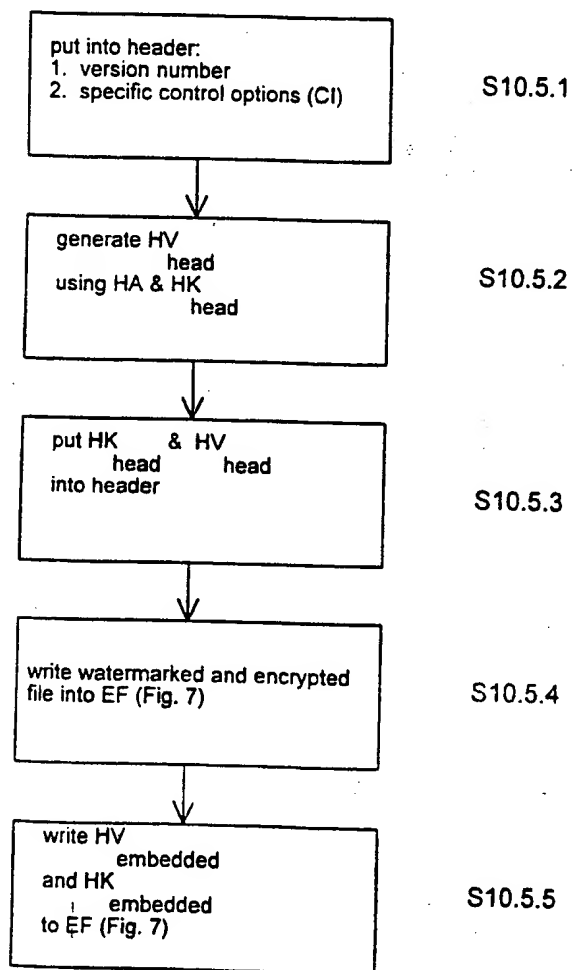 put into header:
1. version number
2. specific control options (CI)
S10.5.1
generate HV
head
using HA & HK
head
S10.5.2
put HK & HV
head head
into header
S10.5.3
write watermarked and encrypted
file into EF (Fig. 7)
S10.5.4
write HV
embedded
and HK
embedded
to EF (Fig. 7)
S10.5.5